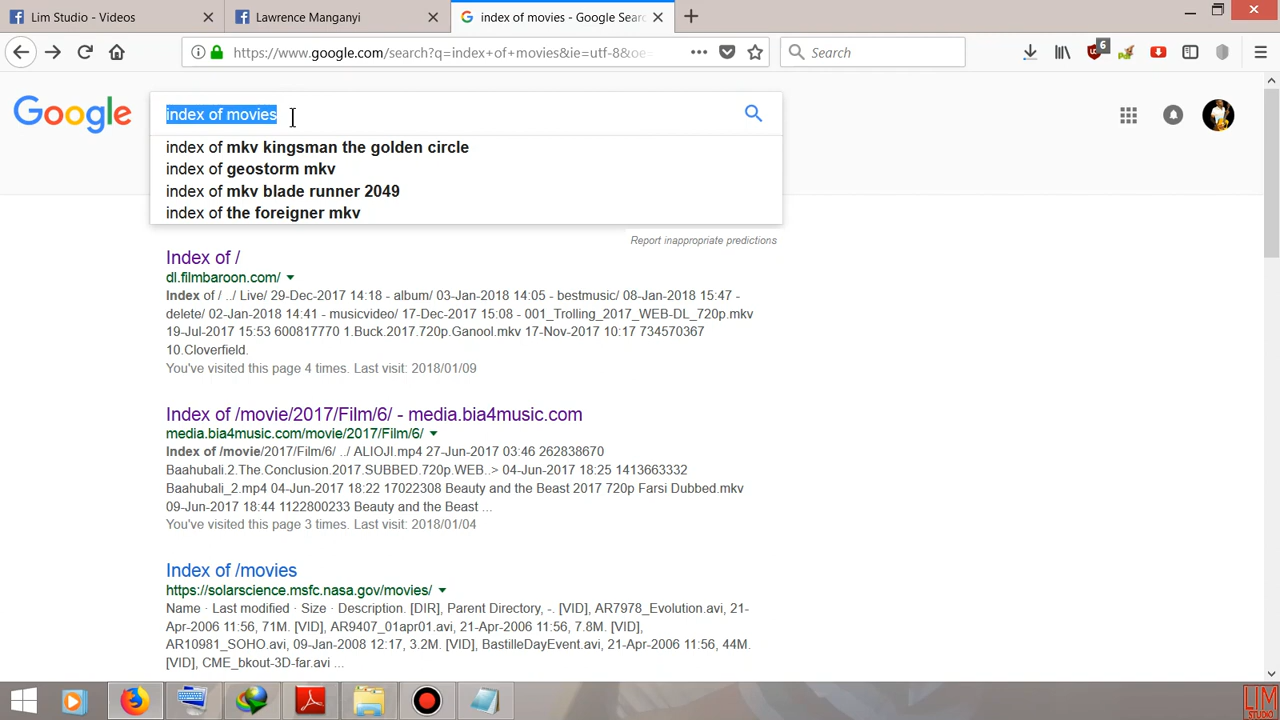 Lim Studio - Videos
Lawrence Manganyi
index of movies - Google Sear
https://www.google.com/search?q=index+of+movies&ie=utf-8&oe=
Search
6
Google
index of movies
index of mkv kingsman the golden circle
index of geostorm mkv
index of mkv blade runner 2049
index of the foreigner mkv
Report inappropriate predictions
Index of /
dl.filmbaroon.com/
Index of / ../ Live/ 29-Dec-2017 14:18 - album/ 03-Jan-2018 14:05 - bestmusic/ 08-Jan-2018 15:47 -
delete/ 02-Jan-2018 14:41 - musicvideo/ 17-Dec-2017 15:08 - 001_Trolling_2017_WEB-DL_720p.mkv
19-Jul-2017 15:53 600817770 1.Buck.2017.720p.Ganool.mkv 17-Nov-2017 10:17 734570367
10.Cloverfield.
You've visited this page 4 times. Last visit: 2018/01/09
Index of /movie/2017/Film/6/ - media.bia4music.com
media.bia4music.com/movie/2017/Film/6/
Index of /movie/2017/Film/6/ ../ ALIOJI.mp4 27-Jun-2017 03:46 262838670
Baahubali.2.The.Conclusion.2017.SUBBED.720p.WEB..> 04-Jun-2017 18:25 1413663332
Baahubali_2.mp4 04-Jun-2017 18:22 17022308 Beauty and the Beast 2017 720p Farsi Dubbed.mkv
09-Jun-2017 18:44 1122800233 Beauty and the Beast ...
You've visited this page 3 times. Last visit: 2018/01/04
Index of /movies
https://solarscience.msfc.nasa.gov/movies/
Name · Last modified · Size · Description. [DIR], Parent Directory, -. [VID], AR7978_Evolution.avi, 21-
Apr-2006 11:56, 71M. [VID], AR9407_01apr01.avi, 21-Apr-2006 11:56, 7.8M. [VID],
AR10981_SOHO.avi, 09-Jan-2008 12:17, 3.2M. [VID], BastilleDayEvent.avi, 21-Apr-2006 11:56, 44M.
[VID], CME_bkout-3D-far.avi ...
LIM
STUDIO